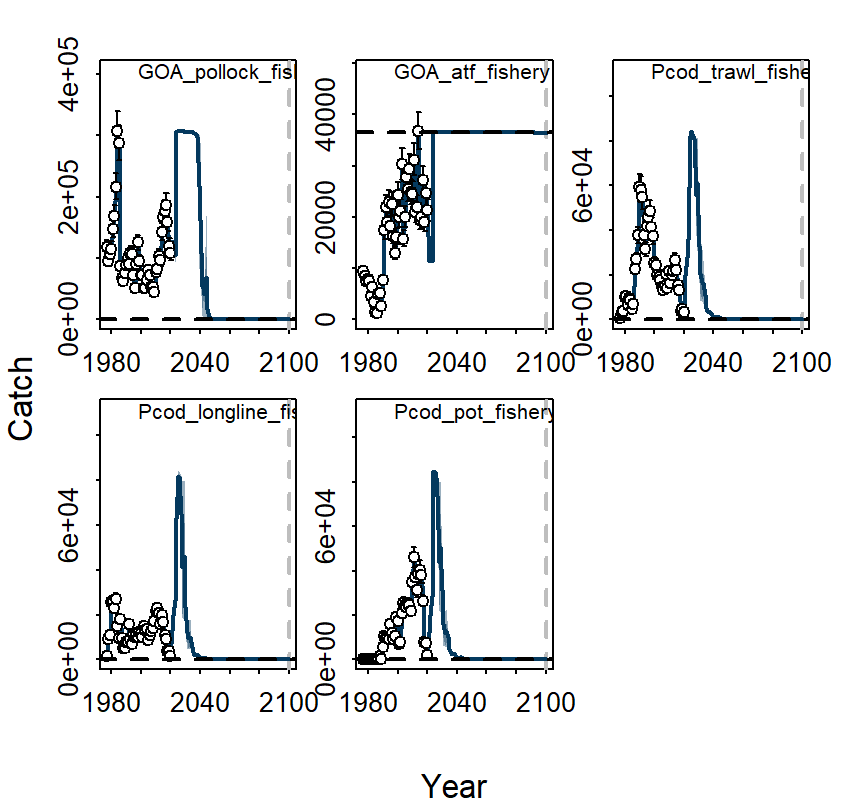 GOA_pollock_fisl
GOA_atf_fishery
Pcod_trawl_fishe
0e+00 2e+05 4e+05
0 20000 40000
0e+00 6e+04
1980 2040 2100
1980 2040 2100
1980 2040 2100
Catch
Pcod_longline_fis
Pcod_pot_fishery
0e+00 6e+04
0e+00 6e+04
1980 2040 2100
1980 2040 2100
Year